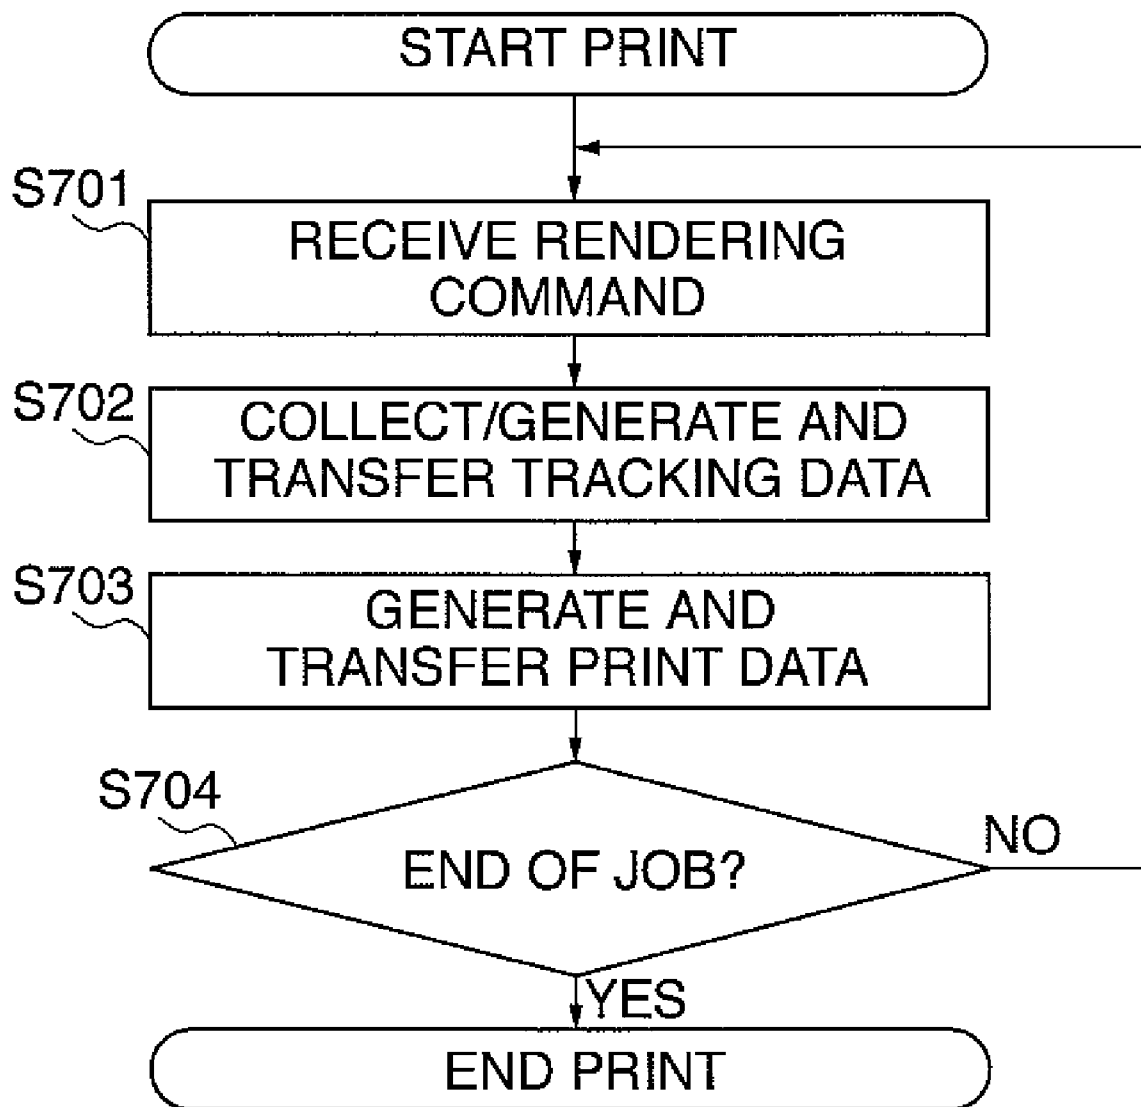 START PRINT
S701
RECEIVE RENDERING
COMMAND
S702
COLLECT/GENERATE AND
TRANSFER TRACKING DATA
S703
GENERATE AND
TRANSFER PRINT DATA
S704
END OF JOB?
NO
YES
END PRINT